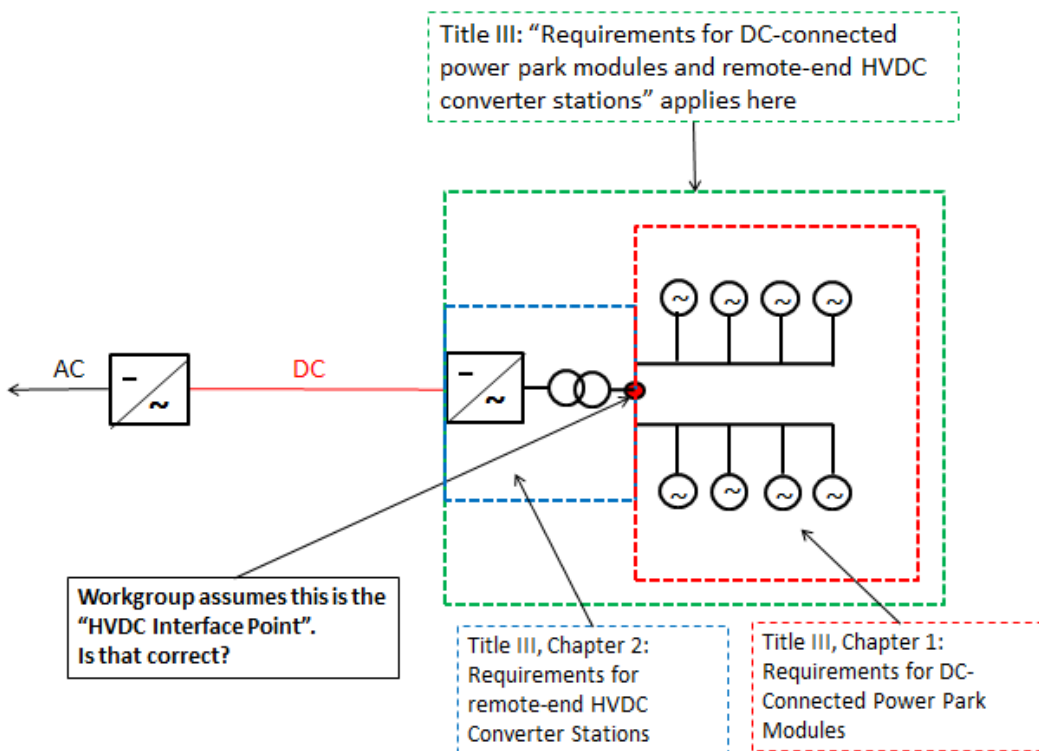 Title III: “Requirements for DC-connected
power park modules and remote-end HVDC
converter stations” applies here
AC
DC
–
~
–
~
~
~
~
~
~
~
~
~
Workgroup assumes this is the
“HVDC Interface Point”.
Is that correct?
Title III, Chapter 2:
Requirements for
remote-end HVDC
Converter Stations
Title III, Chapter 1:
Requirements for DC-
Connected Power Park
Modules